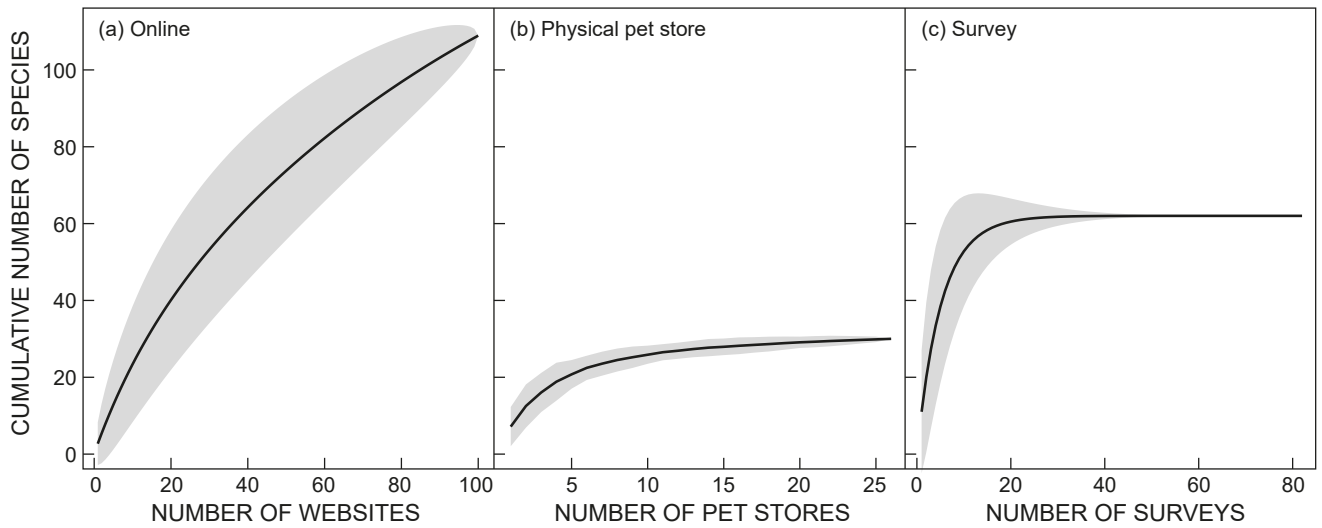 CUMULATIVE NUMBER OF SPECIES
100
80
60
40
20
0
(a) Online
0 20 40 60 80 100
NUMBER OF WEBSITES
(b) Physical pet store
5 10 15 20 25
NUMBER OF PET STORES
(c) Survey
0 20 40 60 80
NUMBER OF SURVEYS